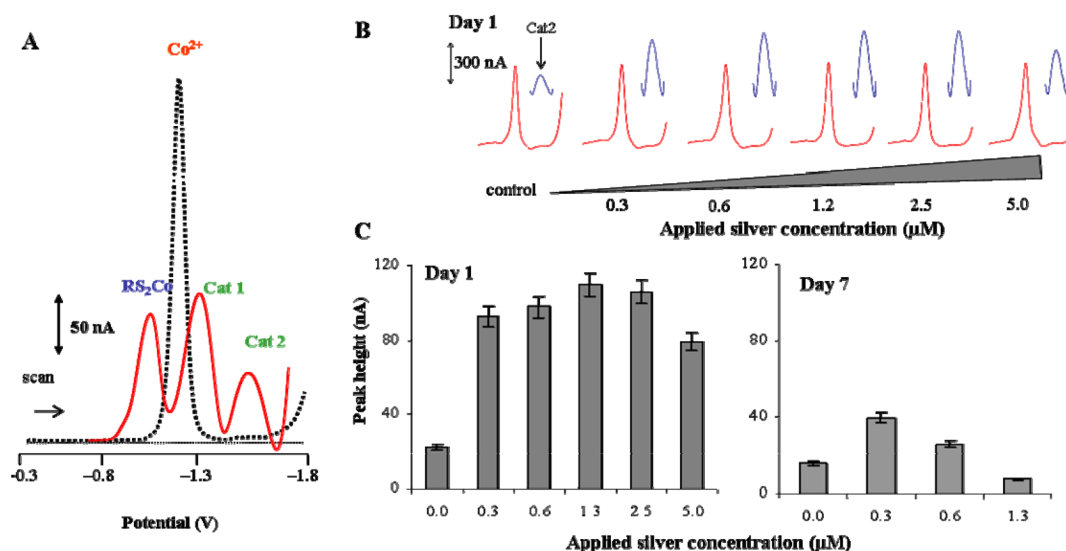 A
Co²⁺
RS₂Co
Cat 1
50 nA
Cat 2
scan
-0.3 –0.8 –1.3 –1.8
Potential (V)
B
Day 1
Cat2
300 nA
control
0.3 0.6 1.2 2.5 5.0
Applied silver concentration (µM)
C
Day 1
Peak height (nA)
120
80
40
0
0.0 0.3 0.6 1 3 2 5 5.0
Day 7
120
80
40
0
0.0 0.3 0.6 1.3
Applied silver concentration (µM)